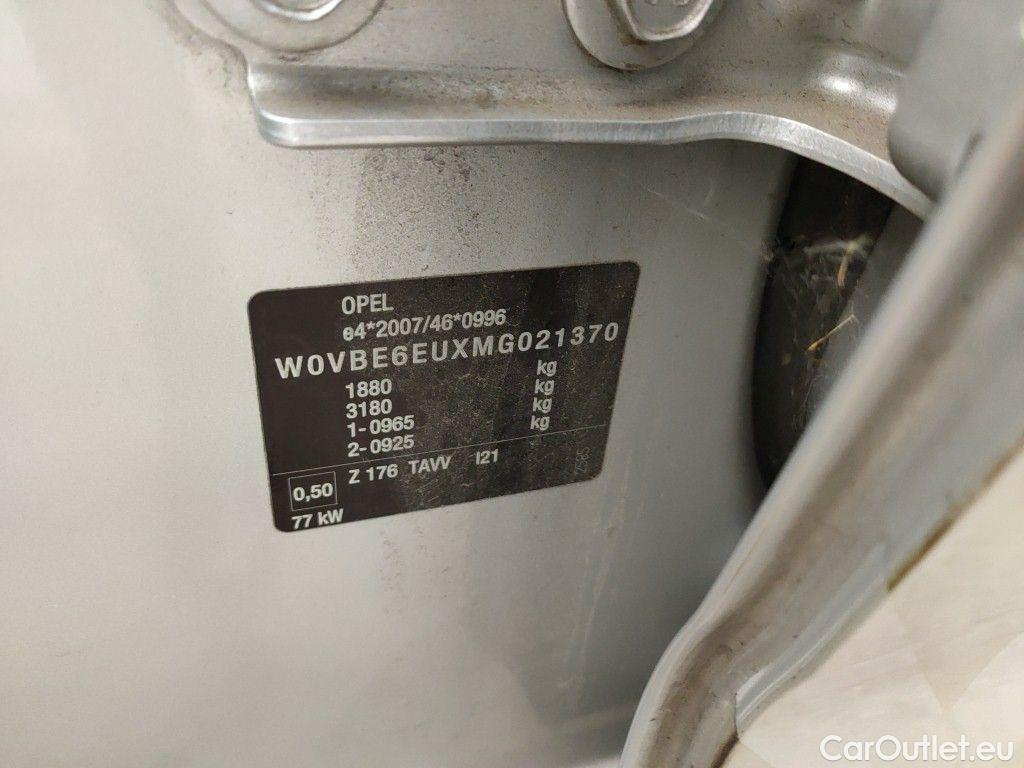 OPEL
e4*2007/46*0996
W0VBE6EUXMG021370
1880 kg
3180 kg
1-0965 kg
2-0925 kg
0,50 Z 176 TAVV I21
77 kW
CarOutlet.eu